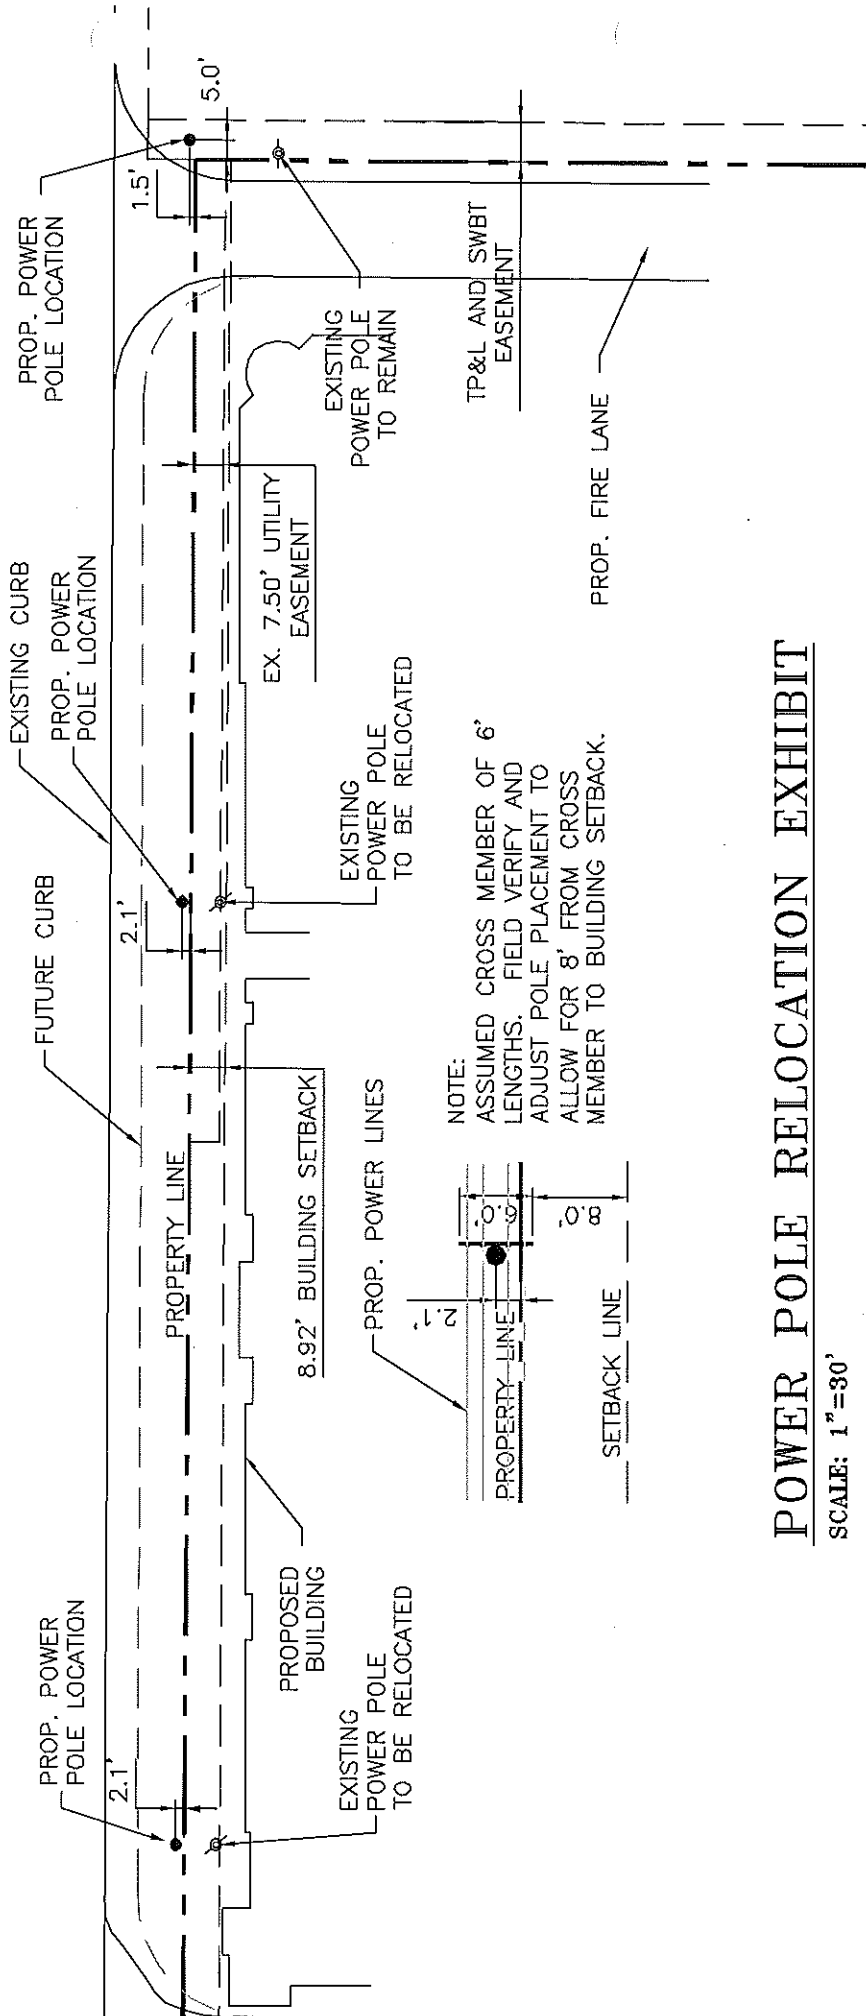 PROP. POWER
POLE LOCATION
2.1'
FUTURE CURB
EXISTING CURB
PROP. POWER
POLE LOCATION
2.1'
PROP. POWER
POLE LOCATION
1.5'
5.0'
PROPERTY LINE
PROPOSED
BUILDING
EXISTING
POWER POLE
TO BE RELOCATED
8.92' BUILDING SETBACK
EXISTING
POWER POLE
TO BE RELOCATED
EX. 7.50' UTILITY
EASEMENT
EXISTING
POWER POLE
TO REMAIN
TP&L AND SWBT
EASEMENT
PROP. FIRE LANE
PROP. POWER LINES
2.1'
PROPERTY LINE
6.0'
8.0'
SETBACK LINE
NOTE:
ASSUMED CROSS MEMBER OF 6'
LENGTHS. FIELD VERIFY AND
ADJUST POLE PLACEMENT TO
ALLOW FOR 8' FROM CROSS
MEMBER TO BUILDING SETBACK.
POWER POLE RELOCATION EXHIBIT
SCALE: 1"=30'